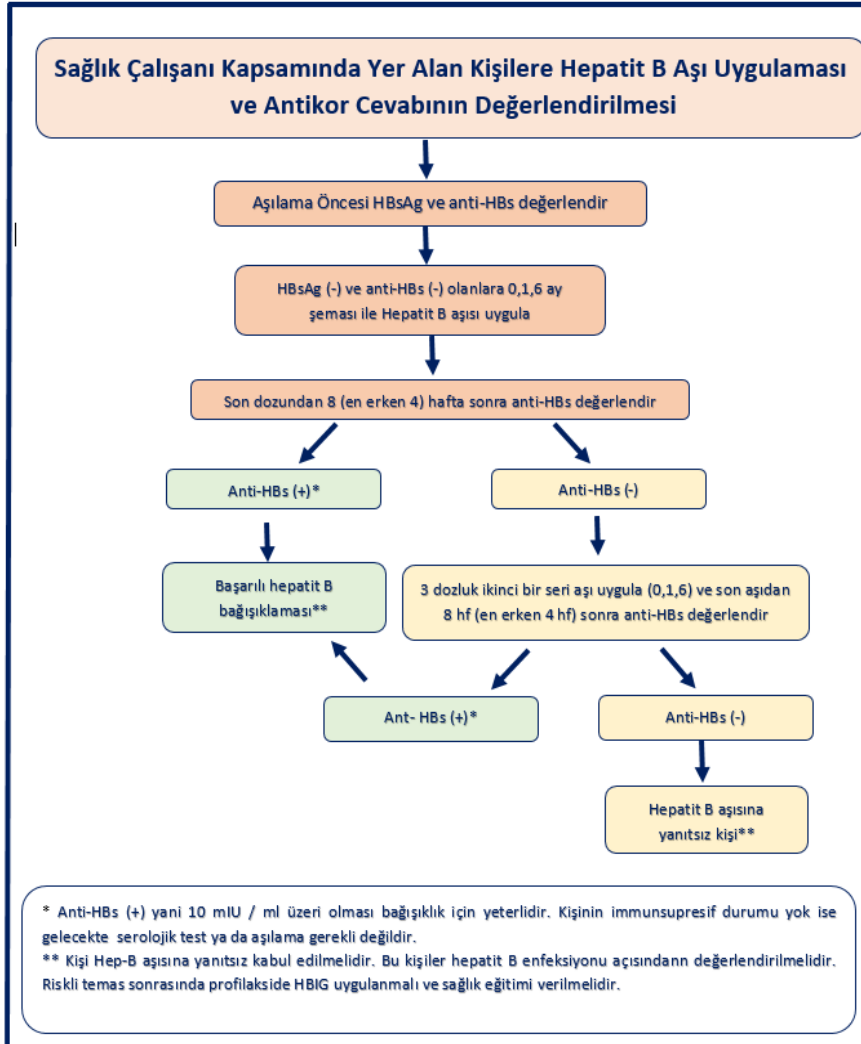 Sağlık Çalışanı Kapsamında Yer Alan Kişilere Hepatit B Aşı Uygulaması
ve Antikor Cevabının Değerlendirilmesi
Aşılama Öncesi HBsAg ve anti-HBs değerlendir
HBsAg (-) ve anti-HBs (-) olanlara 0,1,6 ay
şeması ile Hepatit B aşısı uygula
Son dozundan 8 (en erken 4) hafta sonra anti-HBs değerlendir
Anti-HBs (+)*
Anti-HBs (-)
Başarılı hepatit B
bağışıklaması**
3 dozluk ikinci bir seri aşı uygula (0,1,6) ve son aşıdan
8 hf (en erken 4 hf) sonra anti-HBs değerlendir
Ant- HBs (+)*
Anti-HBs (-)
Hepatit B aşısına
yanıtsız kişi**
* Anti-HBs (+) yani 10 mIU / ml üzeri olması bağışıklık için yeterlidir. Kişinin immunsupresif durumu yok ise
gelecekte serolojik test ya da aşılama gerekli değildir.
** Kişi Hep-B aşısına yanıtsız kabul edilmelidir. Bu kişiler hepatit B enfeksiyonu açısındann değerlendirilmelidir.
Riskli temas sonrasında profilakside HBIG uygulanmalı ve sağlık eğitimi verilmelidir.